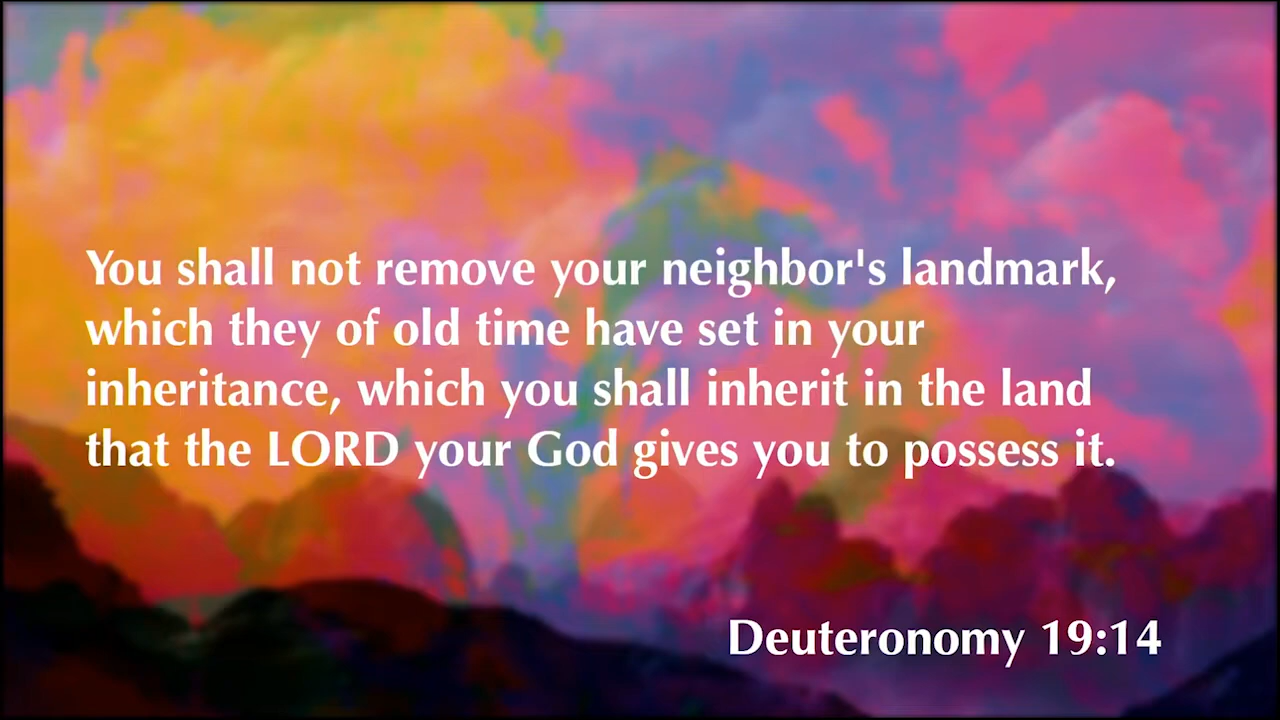 You shall not remove your neighbor's landmark,
which they of old time have set in your
inheritance, which you shall inherit in the land
that the LORD your God gives you to possess it.
Deuteronomy 19:14